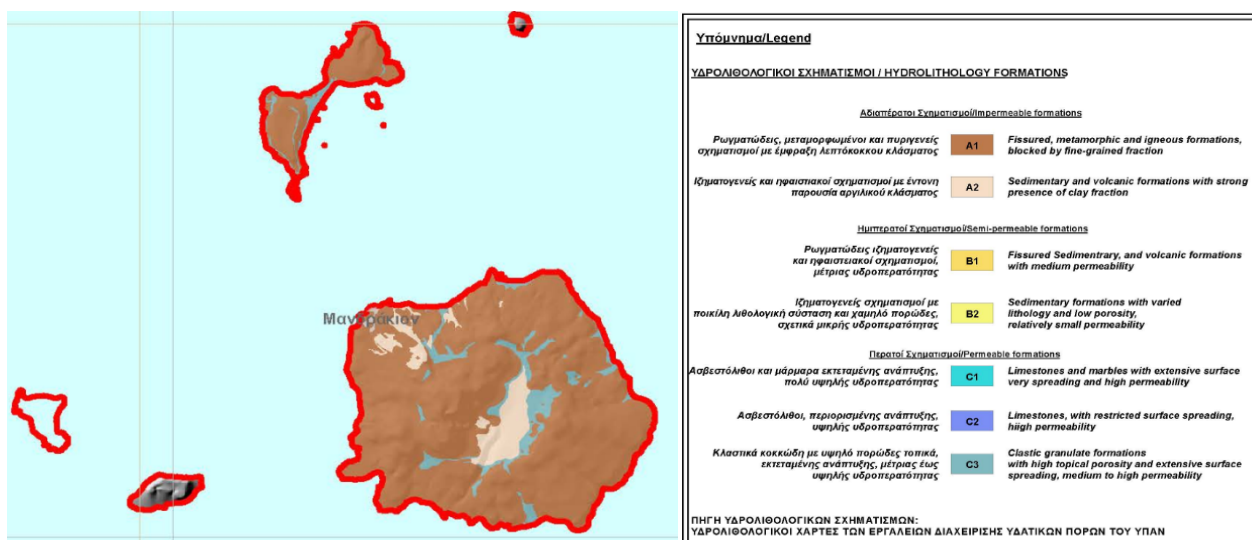 Μανδράκιον
Υπόμνημα/Legend
ΥΔΡΟΛΙΘΟΛΟΓΙΚΟΙ ΣΧΗΜΑΤΙΣΜΟΙ / HYDROLITHOLOGY FORMATIONS
Αδιαπέρατοι Σχηματισμοί/Impermeable formations
Ρωγματώδεις, μεταμορφωμένοι και πυριγενείς
σχηματισμοί με έμφραξη λεπτόκοκκου κλάσματος
A1
Fissured, metamorphic and igneous formations,
blocked by fine-grained fraction
Ιζηματογενείς και ηφαιστιακοί σχηματισμοί με έντονη
παρουσία αργιλικού κλάσματος
A2
Sedimentary and volcanic formations with strong
presence of clay fraction
Ημιπερατοί Σχηματισμοί/Semi-permeable formations
Ρωγματώδεις ιζηματογενείς
και ηφαιστειακοί σχηματισμοί,
μέτριας υδροπερατότητας
B1
Fissured Sedimentrary, and volcanic formations
with medium permeability
Ιζηματογενείς σχηματισμοί με
ποικίλη λιθολογική σύσταση και χαμηλό πορώδες,
σχετικά μικρής υδροπερατότητας
B2
Sedimentary formations with varied
lithology and low porosity,
relatively small permeability
Περατοί Σχηματισμοί/Permeable formations
Ασβεστόλιθοι και μάρμαρα εκτεταμένης ανάπτυξης,
πολύ υψηλής υδροπερατότητας
C1
Limestones and marbles with extensive surface
very spreading and high permeability
Ασβεστόλιθοι, περιορισμένης ανάπτυξης,
υψηλής υδροπερατότητας
C2
Limestones, with restricted surface spreading,
hiigh permeability
Κλαστικά κοκκώδη με υψηλό πορώδες τοπικά,
εκτεταμένης ανάπτυξης, μέτριας έως
υψηλής υδροπερατότητας
C3
Clastic granulate formations
with high topical porosity and extensive surface
spreading, medium to high permeability
ΠΗΓΗ ΥΔΡΟΛΙΘΟΛΟΓΙΚΩΝ ΣΧΗΜΑΤΙΣΜΩΝ:
ΥΔΡΟΛΙΘΟΛΟΓΙΚΟΙ ΧΑΡΤΕΣ ΤΩΝ ΕΡΓΑΛΕΙΩΝ ΔΙΑΧΕΙΡΙΣΗΣ ΥΔΑΤΙΚΩΝ ΠΟΡΩΝ ΤΟΥ ΥΠΑΝ